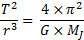 T²/r³ = 4 × π²/G × M_J